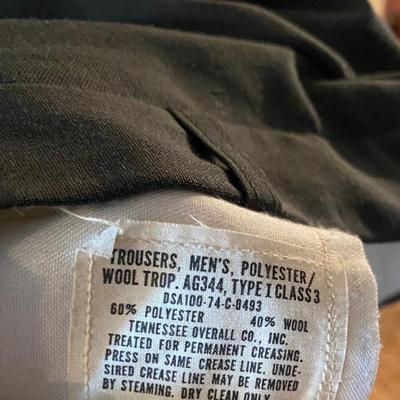 TROUSERS, MEN'S, POLYESTER/
WOOL TROP. AG344, TYPE I CLASS 3
DSA100-74-C-0493
60% POLYESTER 40% WOOL
TENNESSEE OVERALL CO., INC.
TREATED FOR PERMANENT CREASING.
PRESS ON SAME CREASE LINE. UNDE-
SIRED CREASE LINE MAY BE REMOVED
BY STEAMING. DRY CLEAN ONLY